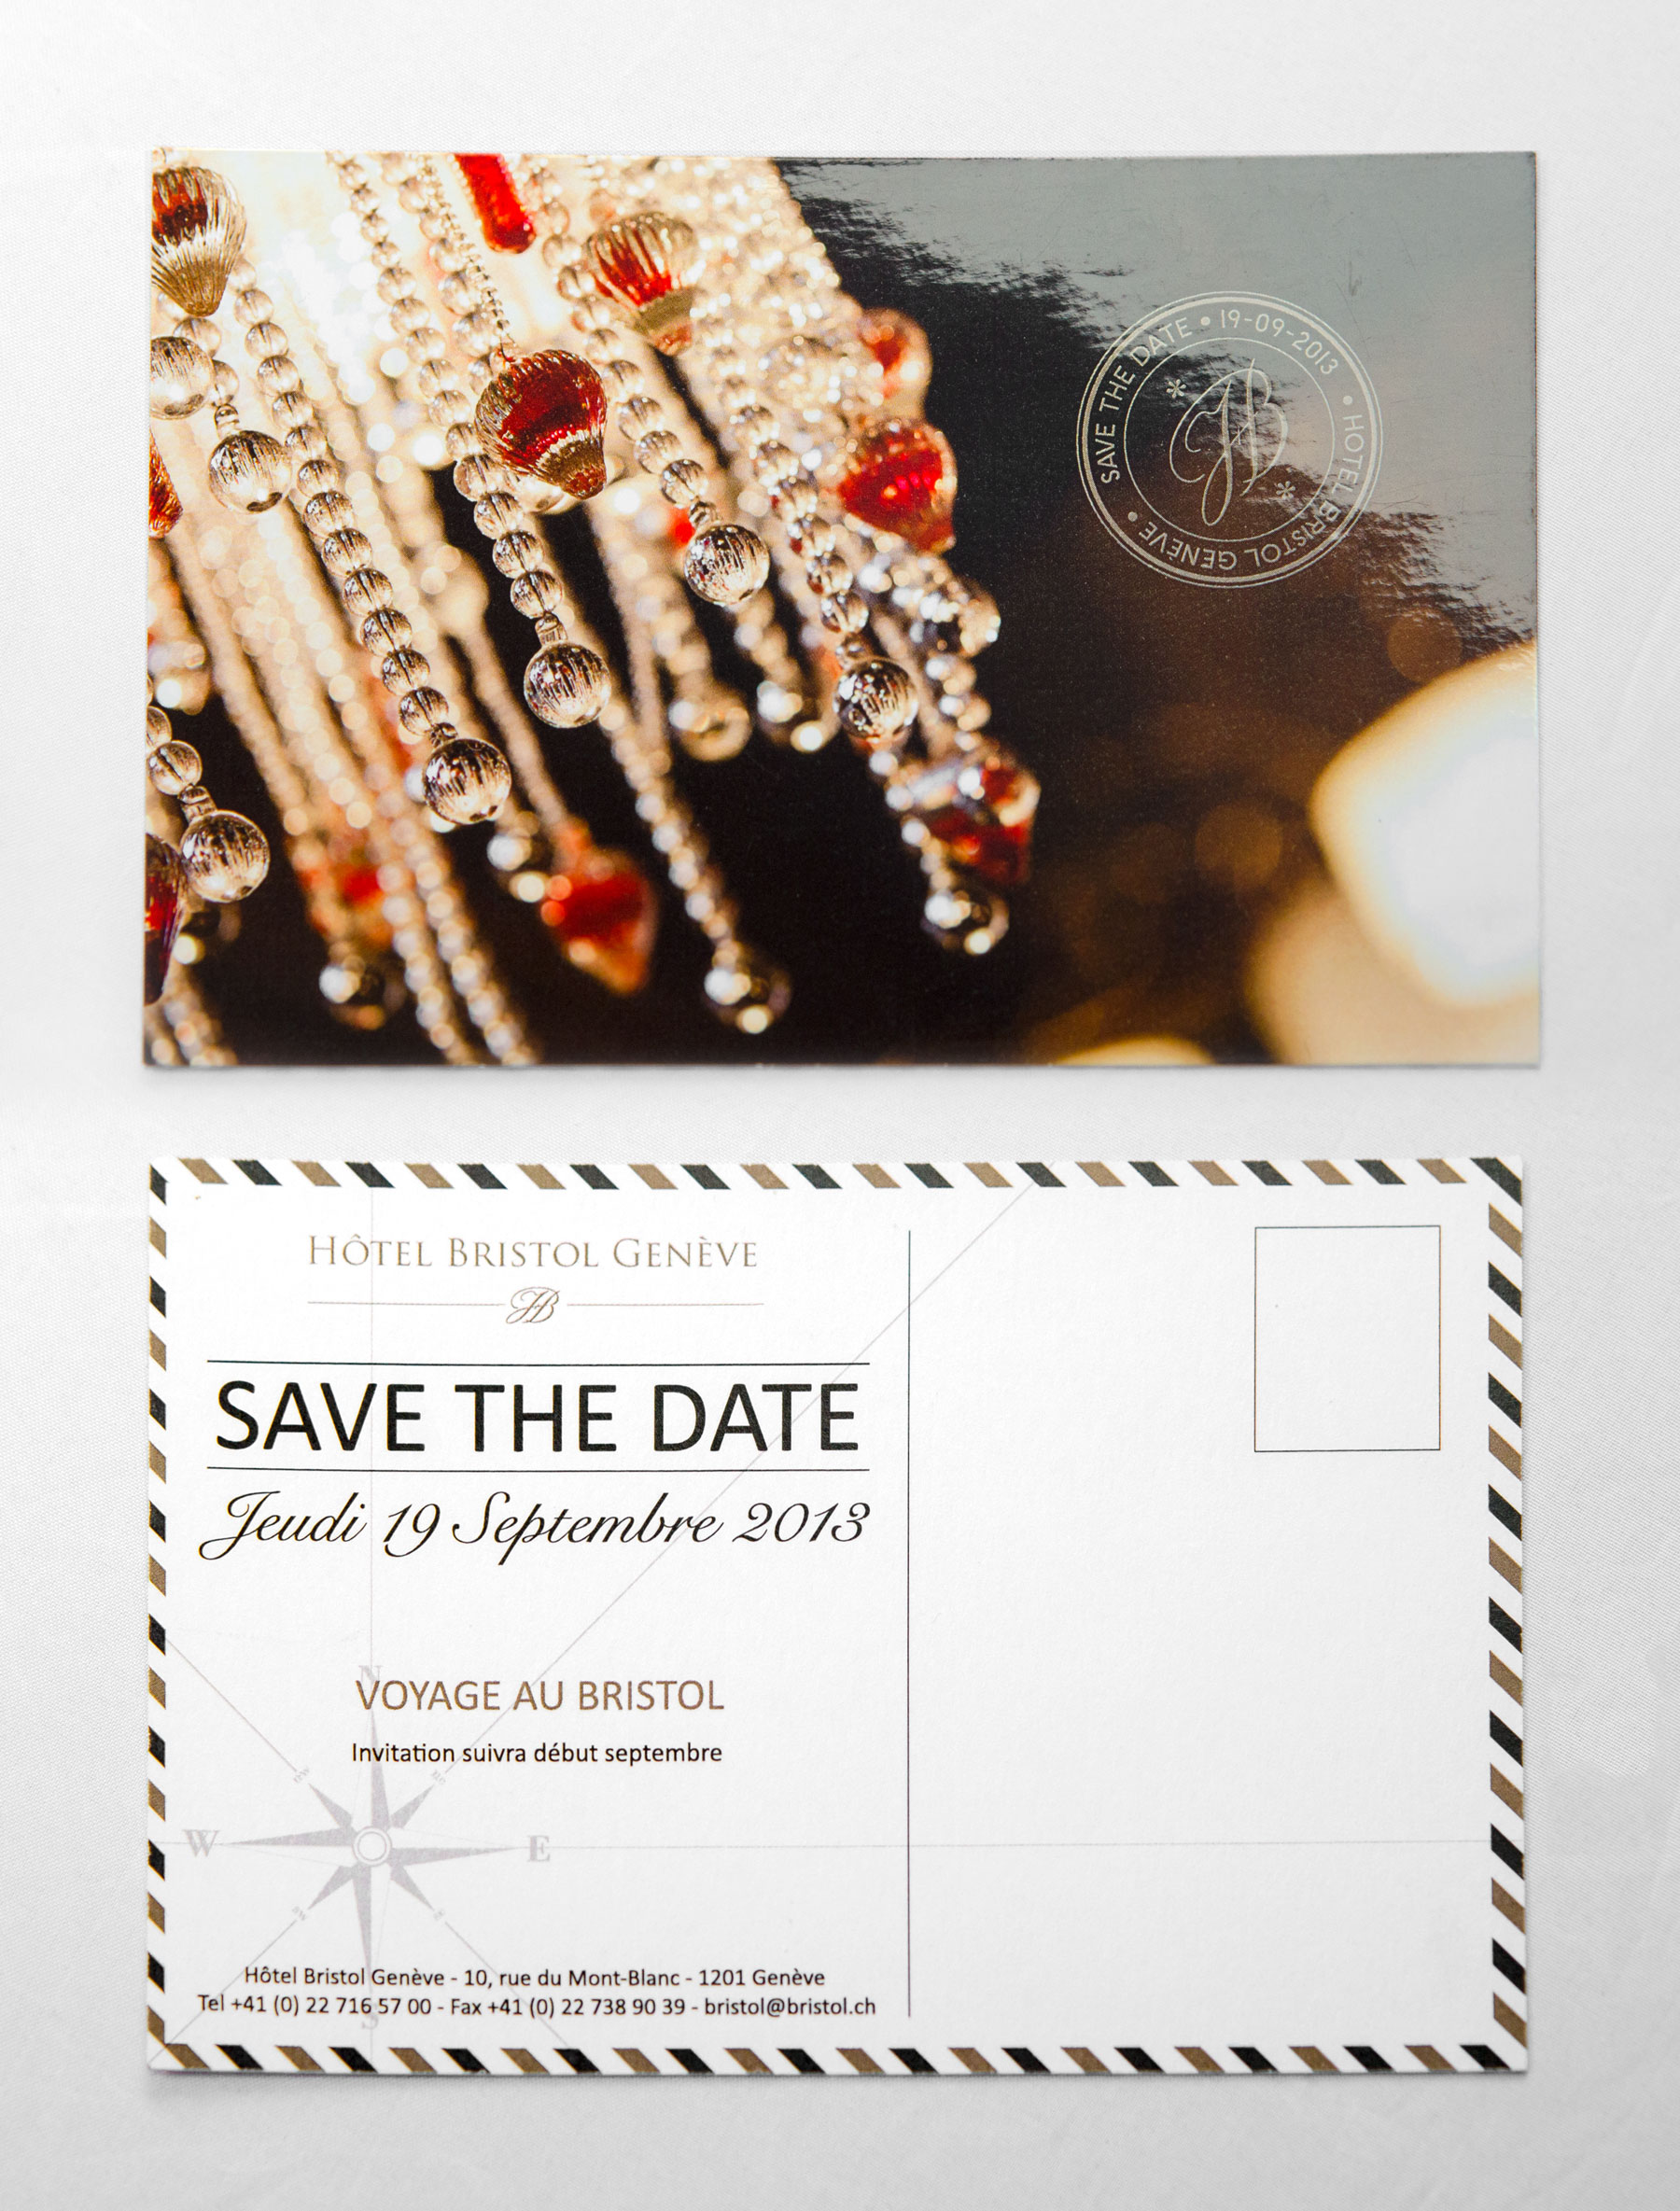 SAVE THE DATE • 19-09-2013 • HOTEL BRISTOL GENÈVE •
HB
HÔTEL BRISTOL GENÈVE
HB
SAVE THE DATE
Jeudi 19 Septembre 2013
N
VOYAGE AU BRISTOL
Invitation suivra début septembre
W
E
Hôtel Bristol Genève - 10, rue du Mont-Blanc - 1201 Genève
Tel +41 (0) 22 716 57 00 - Fax +41 (0) 22 738 90 39 - bristol@bristol.ch
S